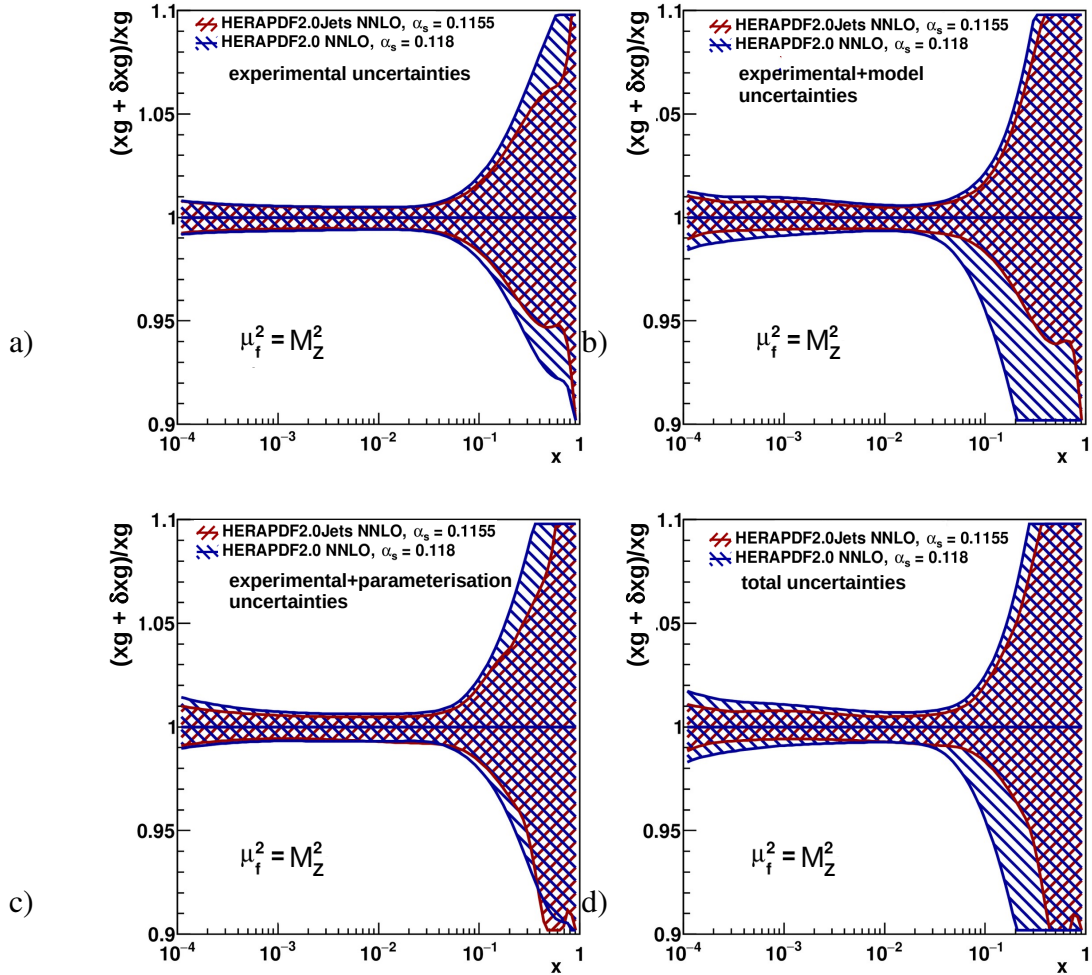 (xg + δxg)/xg
1.1
1.05
1
0.95
0.9
HERAPDF2.0Jets NNLO, αs = 0.1155
HERAPDF2.0 NNLO, αs = 0.118
experimental uncertainties
μf² = MZ²
a)
10⁻⁴ 10⁻³ 10⁻² 10⁻¹ 1
x
(xg + δxg)/xg
1.1
.05
1
0.95
0.9
HERAPDF2.0Jets NNLO, αs = 0.1155
HERAPDF2.0 NNLO, αs = 0.118
experimental+model
uncertainties
μf² = MZ²
b)
10⁻⁴ 10⁻³ 10⁻² 10⁻¹ 1
x
(xg + δxg)/xg
1.1
1.05
1
0.95
0.9
HERAPDF2.0Jets NNLO, αs = 0.1155
HERAPDF2.0 NNLO, αs = 0.118
experimental+parameterisation
uncertainties
μf² = MZ²
c)
10⁻⁴ 10⁻³ 10⁻² 10⁻¹ 1
x
(xg + δxg)/xg
1.1
.05
1
0.95
0.9
HERAPDF2.0Jets NNLO, αs = 0.1155
HERAPDF2.0 NNLO, αs = 0.118
total uncertainties
μf² = MZ²
d)
10⁻⁴ 10⁻³ 10⁻² 10⁻¹ 1
x